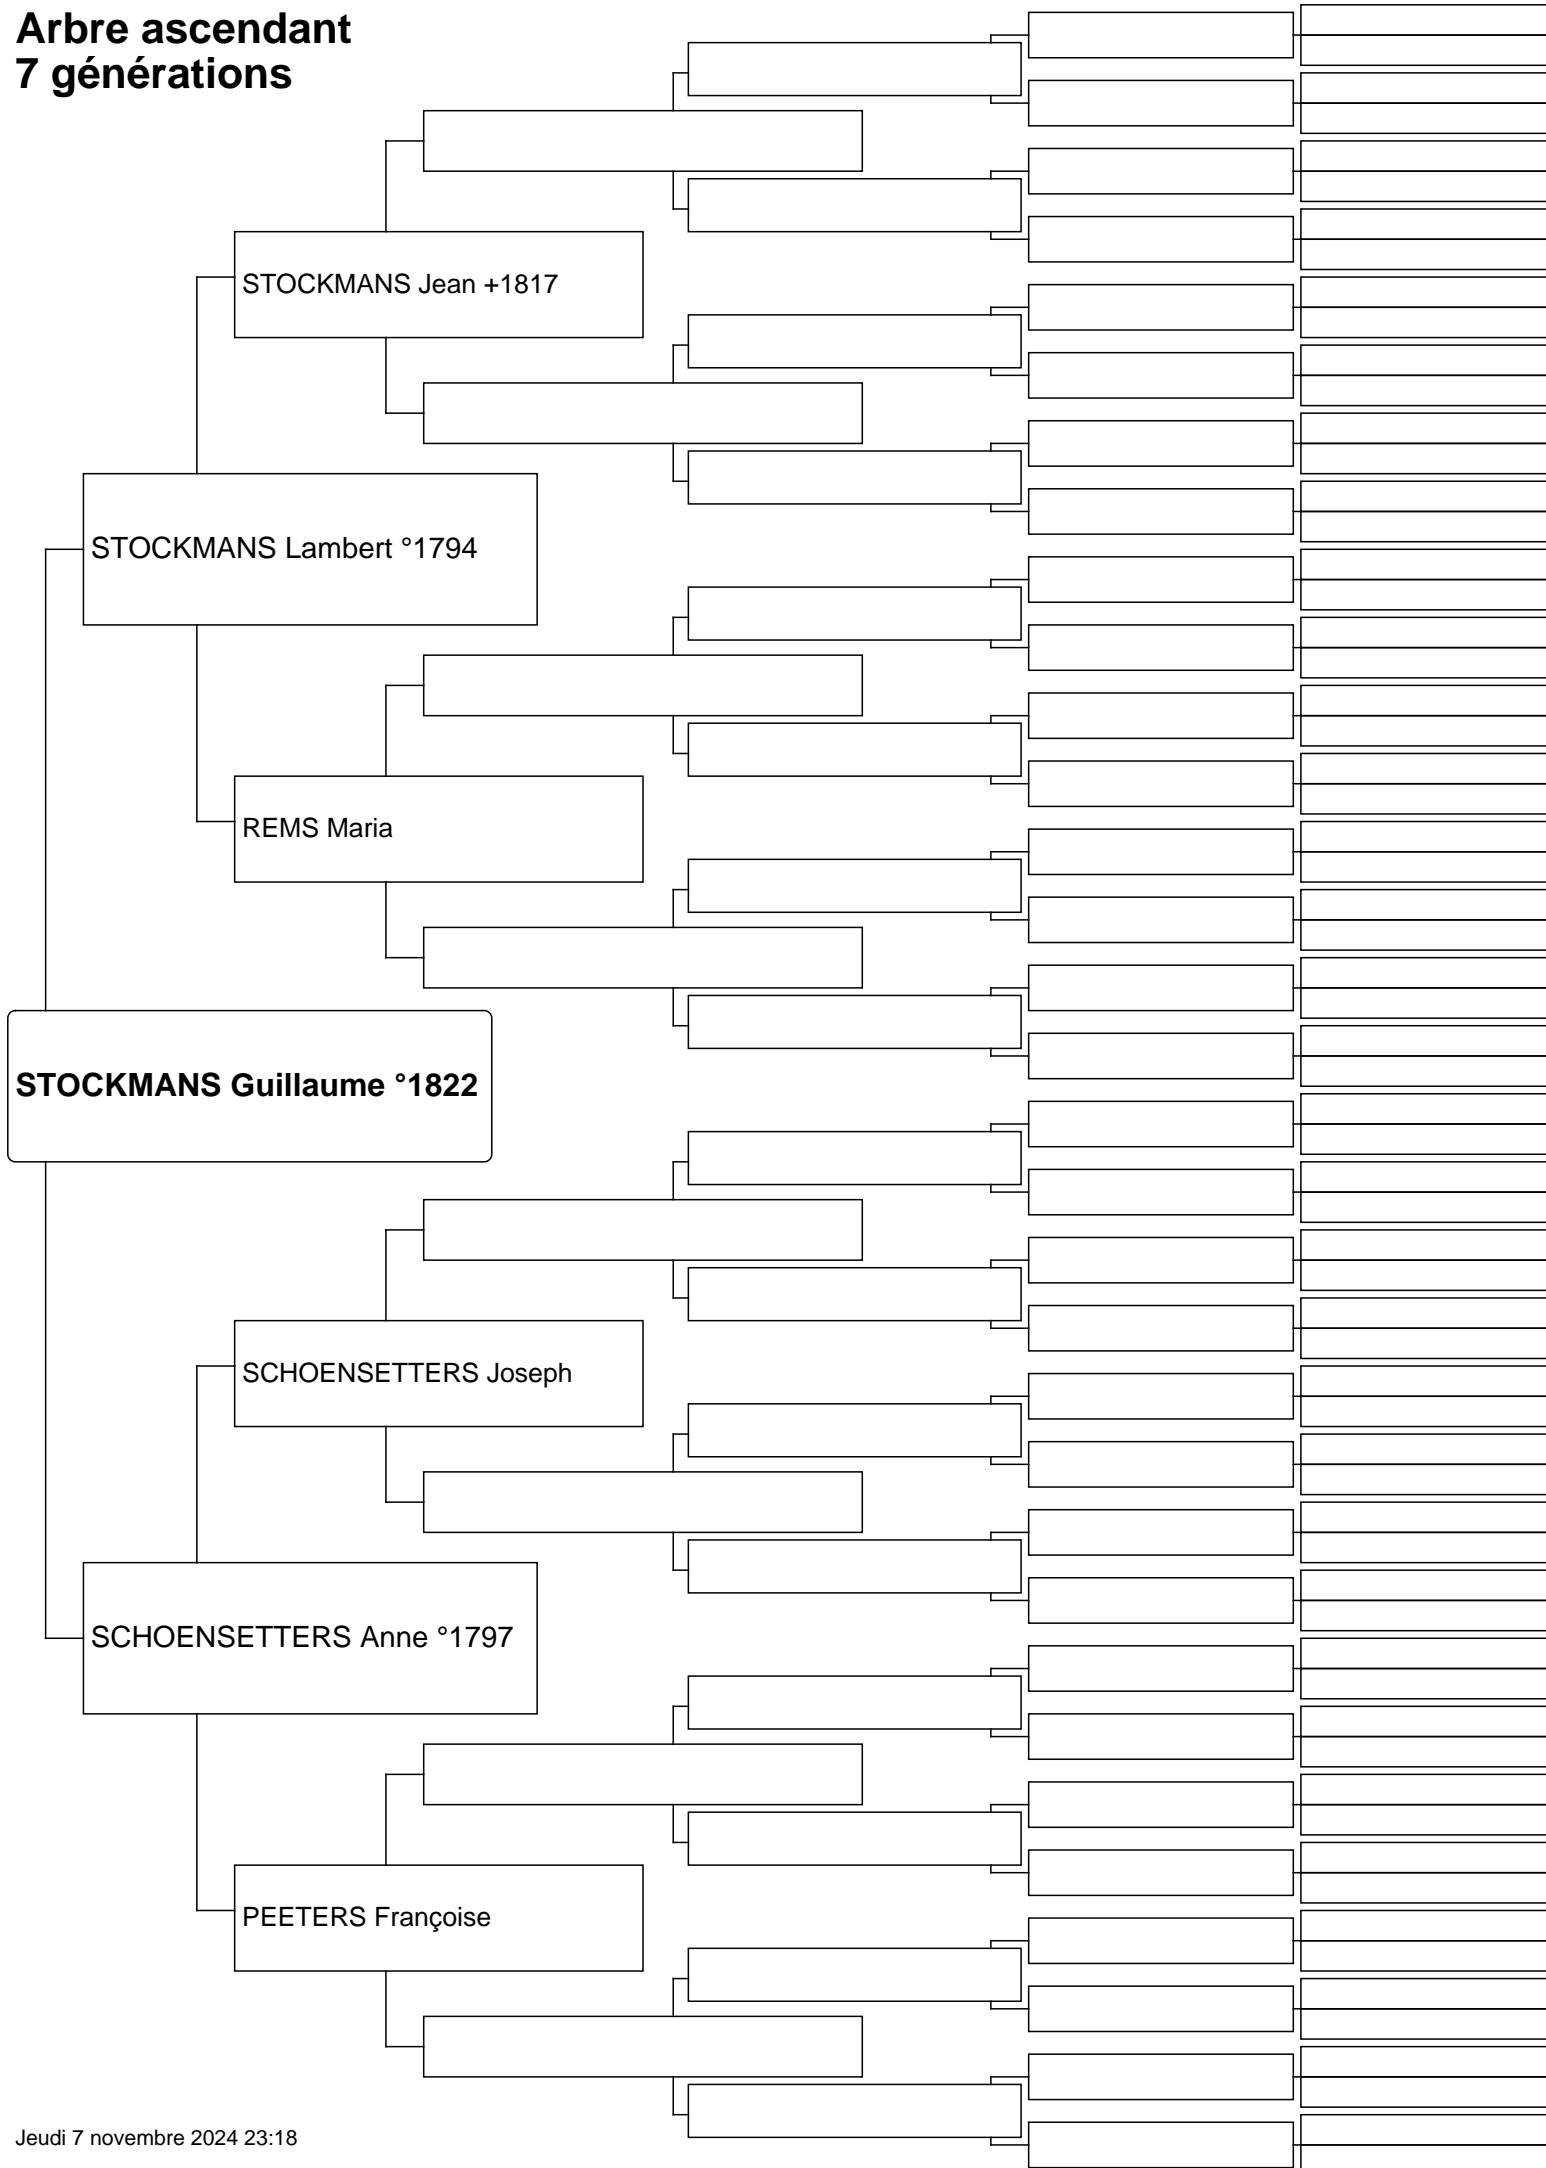 Arbre ascendant
7 générations
STOCKMANS Jean +1817
STOCKMANS Lambert °1794
REMS Maria
STOCKMANS Guillaume °1822
SCHOENSETTERS Joseph
SCHOENSETTERS Anne °1797
PEETERS Françoise
Jeudi 7 novembre 2024 23:18